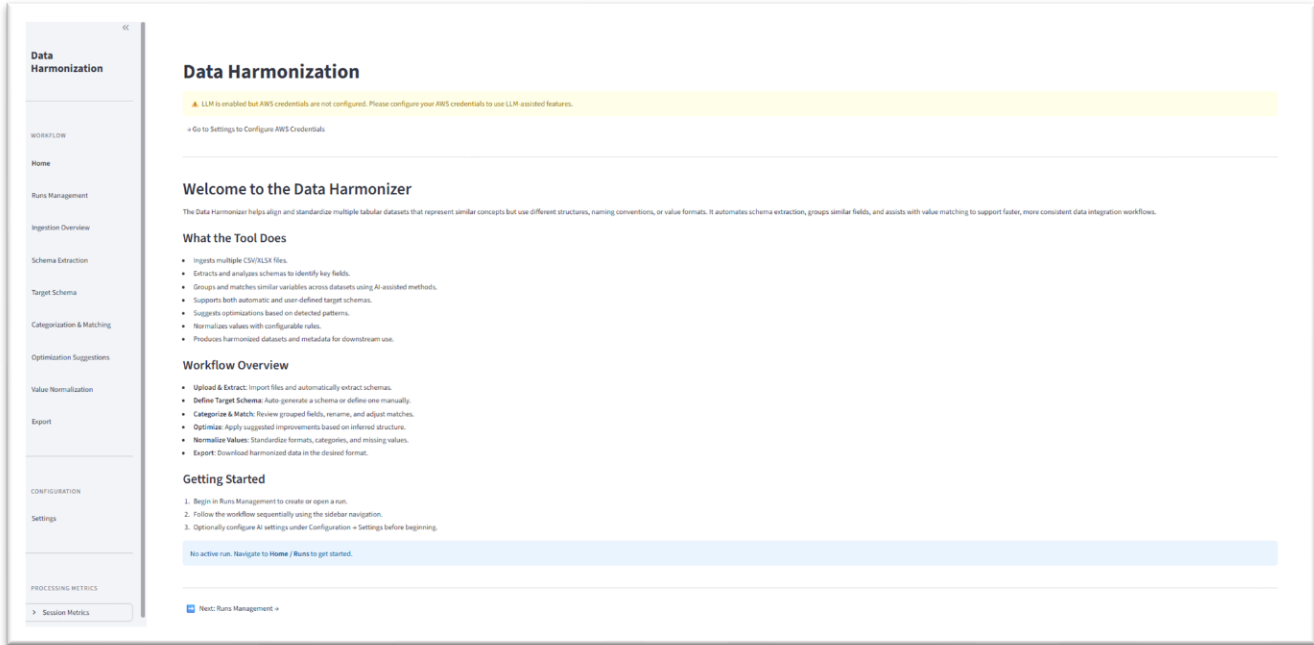 Data
Harmonization
WORKFLOW
Home
Runs Management
Ingestion Overview
Schema Extraction
Target Schema
Categorization & Matching
Optimization Suggestions
Value Normalization
Export
CONFIGURATION
Settings
PROCESSING METRICS
> Session Metrics
Data Harmonization
LLM is enabled but AWS credentials are not configured. Please configure your AWS credentials to use LLM-assisted features.
→ Go to Settings to Configure AWS Credentials
Welcome to the Data Harmonizer
The Data Harmonizer helps align and standardize multiple tabular datasets that represent similar concepts but use different structures, naming conventions, or value formats. It automates schema extraction, groups similar fields, and assists with value matching to support faster, more consistent data integration workflows.
What the Tool Does
• Ingests multiple CSV/XLSX files.
• Extracts and analyzes schemas to identify key fields.
• Groups and matches similar variables across datasets using AI-assisted methods.
• Supports both automatic and user-defined target schemas.
• Suggests optimizations based on detected patterns.
• Normalizes values with configurable rules.
• Produces harmonized datasets and metadata for downstream use.
Workflow Overview
• Upload & Extract: Import files and automatically extract schemas.
• Define Target Schema: Auto-generate a schema or define one manually.
• Categorize & Match: Review grouped fields, rename, and adjust matches.
• Optimize: Apply suggested improvements based on inferred structure.
• Normalize Values: Standardize formats, categories, and missing values.
• Export: Download harmonized data in the desired format.
Getting Started
1. Begin in Runs Management to create or open a run.
2. Follow the workflow sequentially using the sidebar navigation.
3. Optionally configure AI settings under Configuration → Settings before beginning.
No active run. Navigate to Home / Runs to get started.
Next: Runs Management →